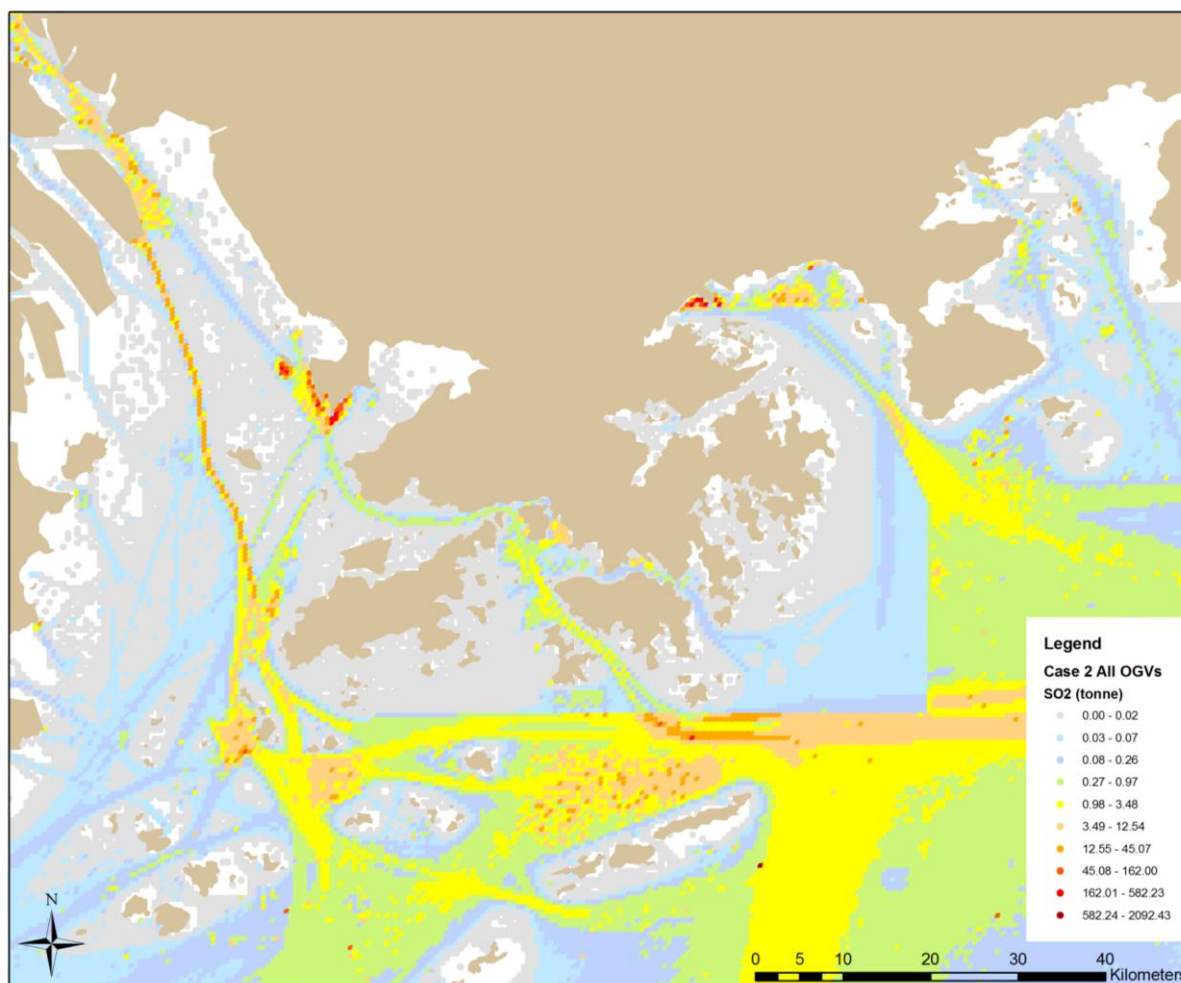 Legend
Case 2 All OGVs
SO2 (tonne)
0.00 - 0.02
0.03 - 0.07
0.08 - 0.26
0.27 - 0.97
0.98 - 3.48
3.49 - 12.54
12.55 - 45.07
45.08 - 162.00
162.01 - 582.23
582.24 - 2092.43
N
0 5 10 20 30 40
Kilometers